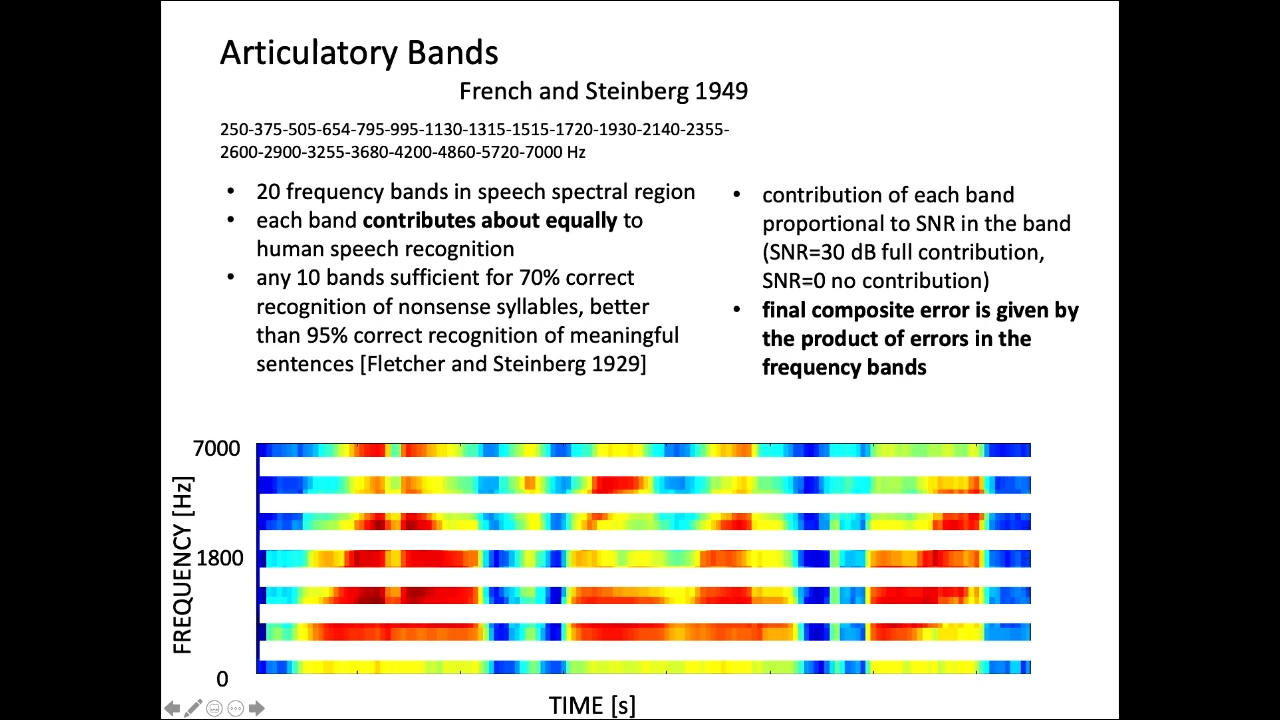 Articulatory Bands
French and Steinberg 1949
250-375-505-654-795-995-1130-1315-1515-1720-1930-2140-2355-
2600-2900-3255-3680-4200-4860-5720-7000 Hz
• 20 frequency bands in speech spectral region
• each band contributes about equally to
human speech recognition
• any 10 bands sufficient for 70% correct
recognition of nonsense syllables, better
than 95% correct recognition of meaningful
sentences [Fletcher and Steinberg 1929]
• contribution of each band
proportional to SNR in the band
(SNR=30 dB full contribution,
SNR=0 no contribution)
• final composite error is given by
the product of errors in the
frequency bands
7000
1800
0
FREQUENCY [Hz]
TIME [s]